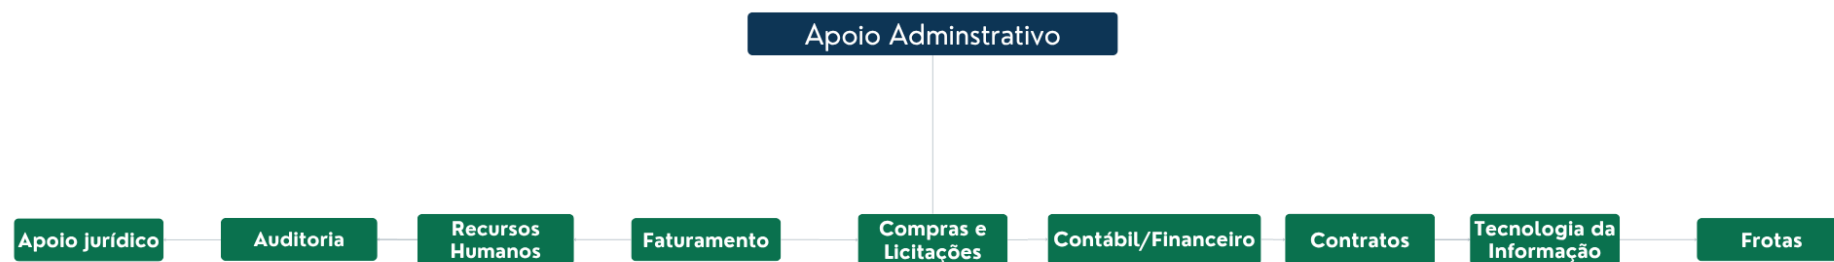 Apoio Adminstrativo
Apoio jurídico
Auditoria
Recursos
Humanos
Faturamento
Compras e
Licitações
Contábil/Financeiro
Contratos
Tecnologia da
Informação
Frotas